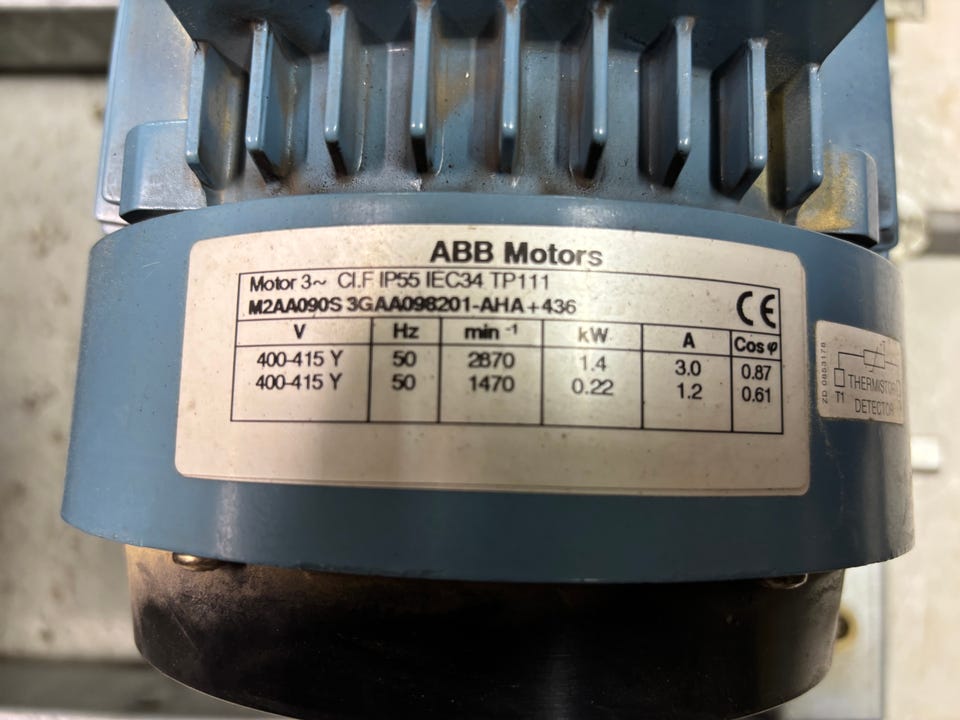 ABB Motors
Motor 3~ Cl.F IP55 IEC34 TP111
M2AA090S 3GAA098201-AHA+436
CE
V Hz min⁻¹ kW A Cos φ
400-415 Y 50 2870 1.4 3.0 0.87
400-415 Y 50 1470 0.22 1.2 0.61
ZD 0853178
T1
THERMISTOR
DETECTOR